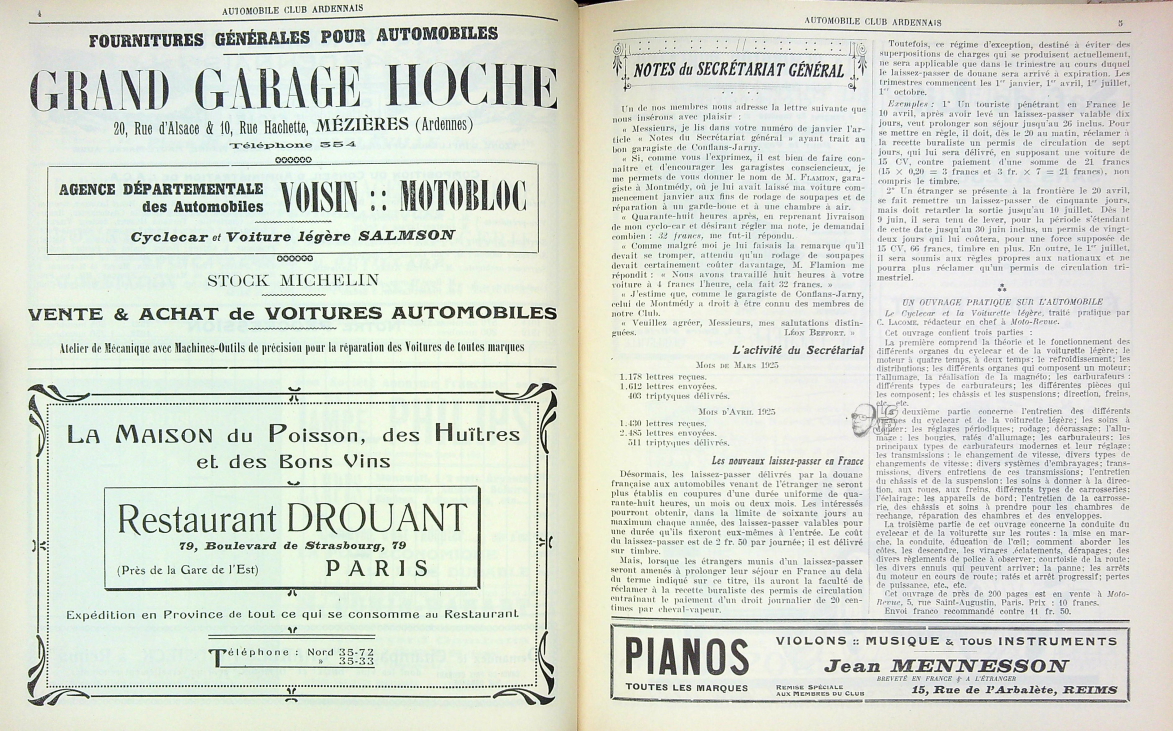 4
AUTOMOBILE CLUB ARDENNAIS
FOURNITURES GÉNÉRALES POUR AUTOMOBILES
GRAND GARAGE HOCHE
20, Rue d'Alsace & 10, Rue Hachette, MÉZIÈRES (Ardennes)
Téléphone 354
AGENCE DÉPARTEMENTALE
des Automobiles
VOISIN :: MOTOBLOC
Cyclecar et Voiture légère SALMSON
STOCK MICHELIN
VENTE & ACHAT de VOITURES AUTOMOBILES
Atelier de Mécanique avec Machines-Outils de précision pour la réparation des Voitures de toutes marques
LA MAISON du Poisson, des Huîtres
et des Bons Vins
Restaurant DROUANT
79, Boulevard de Strasbourg, 79
(Près de la Gare de l'Est) PARIS
Expédition en Province de tout ce qui se consomme au Restaurant
Téléphone : Nord 35-72
» 35-33
AUTOMOBILE CLUB ARDENNAIS
5
NOTES du SECRÉTARIAT GÉNÉRAL
Un de nos membres nous adresse la lettre suivante que
nous insérons avec plaisir :
« Messieurs, je lis dans votre numéro de janvier l'ar-
ticle « Notes du Secrétariat général » ayant trait au
bon garagiste de Conflans-Jarny.
« Si, comme vous l'exprimez, il est bien de faire con-
naître et d'encourager les garagistes consciencieux, je
me permets de vous donner le nom de M. FLAMION, gara-
giste à Montmédy, où je lui avait laissé ma voiture com-
mencement janvier aux fins de rodage de soupapes et de
réparation à un garde-boue et à une chambre à air.
« Quarante-huit heures après, en reprenant livraison
de mon cyclo-car et désirant régler ma note, je demandai
combien : 32 francs, me fut-il répondu.
« Comme malgré moi je lui faisais la remarque qu'il
devait se tromper, attendu qu'un rodage de soupapes
devait certainement coûter davantage, M. Flamion me
répondit : « Nous avons travaillé huit heures à votre
voiture à 4 francs l'heure, cela fait 32 francs. »
« J'estime que, comme le garagiste de Conflans-Jarny,
celui de Montmédy a droit à être connu des membres de
notre Club.
« Veuillez agréer, Messieurs, mes salutations distin-
guées. LÉON BEFFORT. »
L'activité du Secrétariat
MOIS DE MARS 1925
1.178 lettres reçues.
1.612 lettres envoyées.
403 triptyques délivrés.
MOIS D'AVRIL 1925
1.430 lettres reçues.
2.485 lettres envoyées.
511 triptyques délivrés.
Les nouveaux laissez-passer en France
Désormais, les laissez-passer délivrés par la douane
française aux automobiles venant de l'étranger ne seront
plus établis en coupures d'une durée uniforme de qua-
rante-huit heures, un mois ou deux mois. Les intéressés
pourront obtenir, dans la limite de soixante jours au
maximum chaque année, des laissez-passer valables pour
une durée qu'ils fixeront eux-mêmes à l'entrée. Le coût
du laissez-passer est de 2 fr. 50 par journée; il est délivré
sur timbre.
Mais, lorsque les étrangers munis d'un laissez-passer
seront amenés à prolonger leur séjour en France au delà
du terme indiqué sur ce titre, ils auront la faculté de
réclamer à la recette buraliste des permis de circulation
entraînant le paiement d'un droit journalier de 20 cen-
times par cheval-vapeur.
Toutefois, ce régime d'exception, destiné à éviter des
superpositions de charges qui se produisent actuellement,
ne sera applicable que dans le trimestre au cours duquel
le laissez-passer de douane sera arrivé à expiration. Les
trimestres commencent les 1er janvier, 1er avril, 1er juillet,
1er octobre.
Exemples : 1° Un touriste pénétrant en France le
10 avril, après avoir levé un laissez-passer valable dix
jours, veut prolonger son séjour jusqu'au 26 inclus. Pour
se mettre en règle, il doit, dès le 20 au matin, réclamer à
la recette buraliste un permis de circulation de sept
jours, qui lui sera délivré, en supposant une voiture de
15 CV, contre paiement d'une somme de 21 francs
(15 × 0,20 = 3 francs et 3 fr. × 7 = 21 francs), non
compris le timbre.
2° Un étranger se présente à la frontière le 20 avril,
se fait remettre un laissez-passer de cinquante jours,
mais doit retarder la sortie jusqu'au 10 juillet. Dès le
9 juin, il sera tenu de lever, pour la période s'étendant
de cette date jusqu'au 30 juin inclus, un permis de vingt-
deux jours qui lui coûtera, pour une force supposée de
15 CV, 66 francs, timbre en plus. En outre, le 1er juillet,
il sera soumis aux règles propres aux nationaux et ne
pourra plus réclamer qu'un permis de circulation tri-
mestriel.
UN OUVRAGE PRATIQUE SUR L'AUTOMOBILE
Le Cyclecar et la Voiturette légère, traité pratique par
C. LACOME, rédacteur en chef à Moto-Revue.
Cet ouvrage contient trois parties :
La première comprend la théorie et le fonctionnement des
différents organes du cyclecar et de la voiturette légère; le
moteur à quatre temps, à deux temps; le refroidissement; les
distributions; les différents organes qui composent un moteur;
l'allumage, la réalisation de la magnéto; les carburateurs :
différents types de carburateurs; les différentes pièces qui
les composent; les châssis et les suspensions; direction, freins,
etc., etc.
deuxième partie concerne l'entretien des différents
du cyclecar et de la voiturette légère; les soins à
donner; les réglages périodiques; rodage; décrassage; l'allu-
mage : les bougies, ratés d'allumage; les carburateurs; les
principaux types de carburateurs modernes et leur réglage;
les transmissions : le changement de vitesse, divers types de
changements de vitesse; divers systèmes d'embrayages; trans-
missions, divers entretiens de ces transmissions; l'entretien
du châssis et de la suspension; les soins à donner à la direc-
tion, aux roues, aux freins, différents types de carrosseries;
l'éclairage; les appareils de bord; l'entretien de la carrosse-
rie, des châssis et soins à prendre pour les chambres de
rechange, réparation des chambres et des enveloppes.
La troisième partie de cet ouvrage concerne la conduite du
cyclecar et de la voiturette sur les routes : la mise en mar-
che, la conduite, éducation de l'œil; comment aborder les
côtes, les descendre, les virages ,éclatements, dérapages; des
divers règlements de police à observer; courtoisie de la route;
les divers ennuis qui peuvent arriver; la panne; les arrêts
du moteur en cours de route; ratés et arrêt progressif; pertes
de puissance, etc., etc.
Cet ouvrage de près de 200 pages est en vente à Moto-
Revue, 5, rue Saint-Augustin, Paris. Prix : 10 francs.
Envoi franco recommandé contre 11 fr. 50.
PIANOS
TOUTES LES MARQUES
VIOLONS :: MUSIQUE & TOUS INSTRUMENTS
Jean MENNESSON
BREVETÉ EN FRANCE & A L'ÉTRANGER
REMISE SPÉCIALE
AUX MEMBRES DU CLUB
15, Rue de l'Arbalète, REIMS